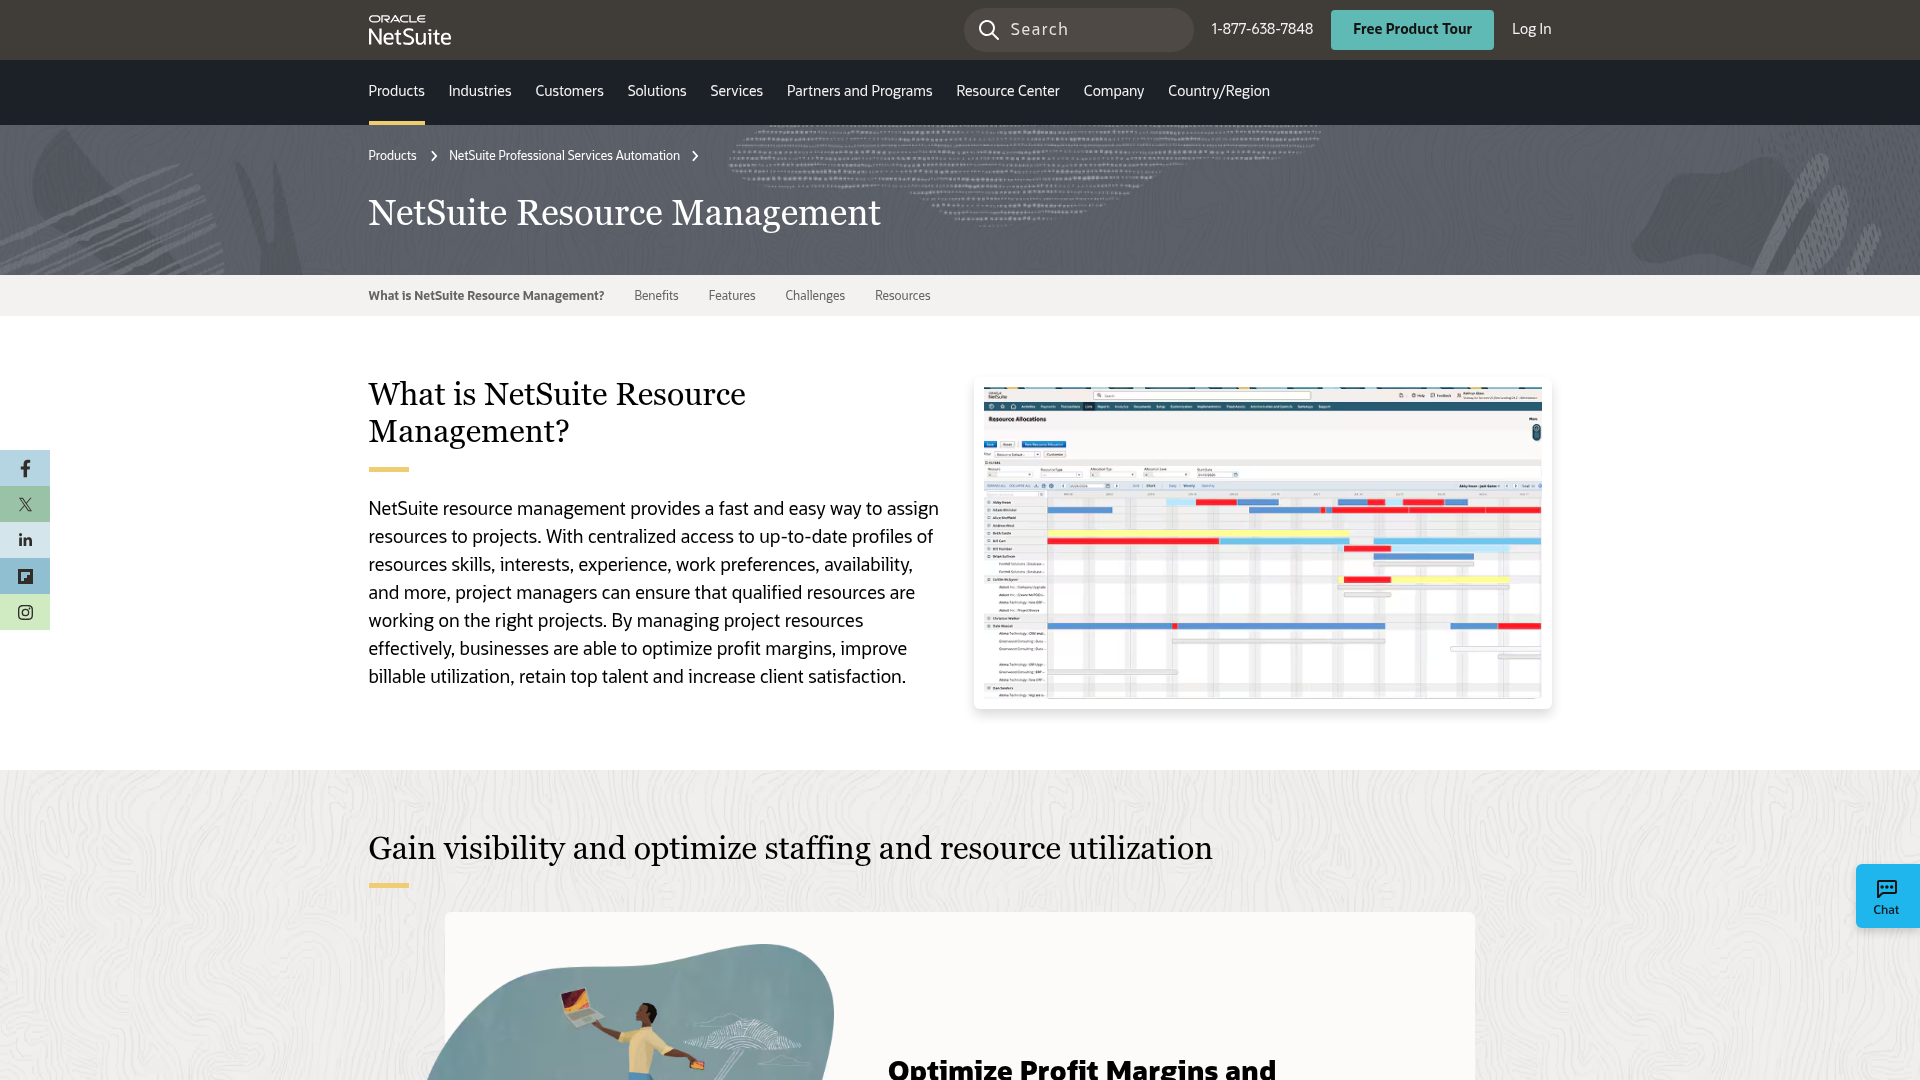 ORACLE
NetSuite
Search
1-877-638-7848
Free Product Tour
Log In
Products
Industries
Customers
Solutions
Services
Partners and Programs
Resource Center
Company
Country/Region
Products
NetSuite Professional Services Automation
NetSuite Resource Management
What is NetSuite Resource Management?
Benefits
Features
Challenges
Resources
What is NetSuite Resource
Management?
NetSuite resource management provides a fast and easy way to assign
resources to projects. With centralized access to up-to-date profiles of
resources skills, interests, experience, work preferences, availability,
and more, project managers can ensure that qualified resources are
working on the right projects. By managing project resources
effectively, businesses are able to optimize profit margins, improve
billable utilization, retain top talent and increase client satisfaction.
Resource Allocations
Gain visibility and optimize staffing and resource utilization
Chat
Optimize Profit Margins and